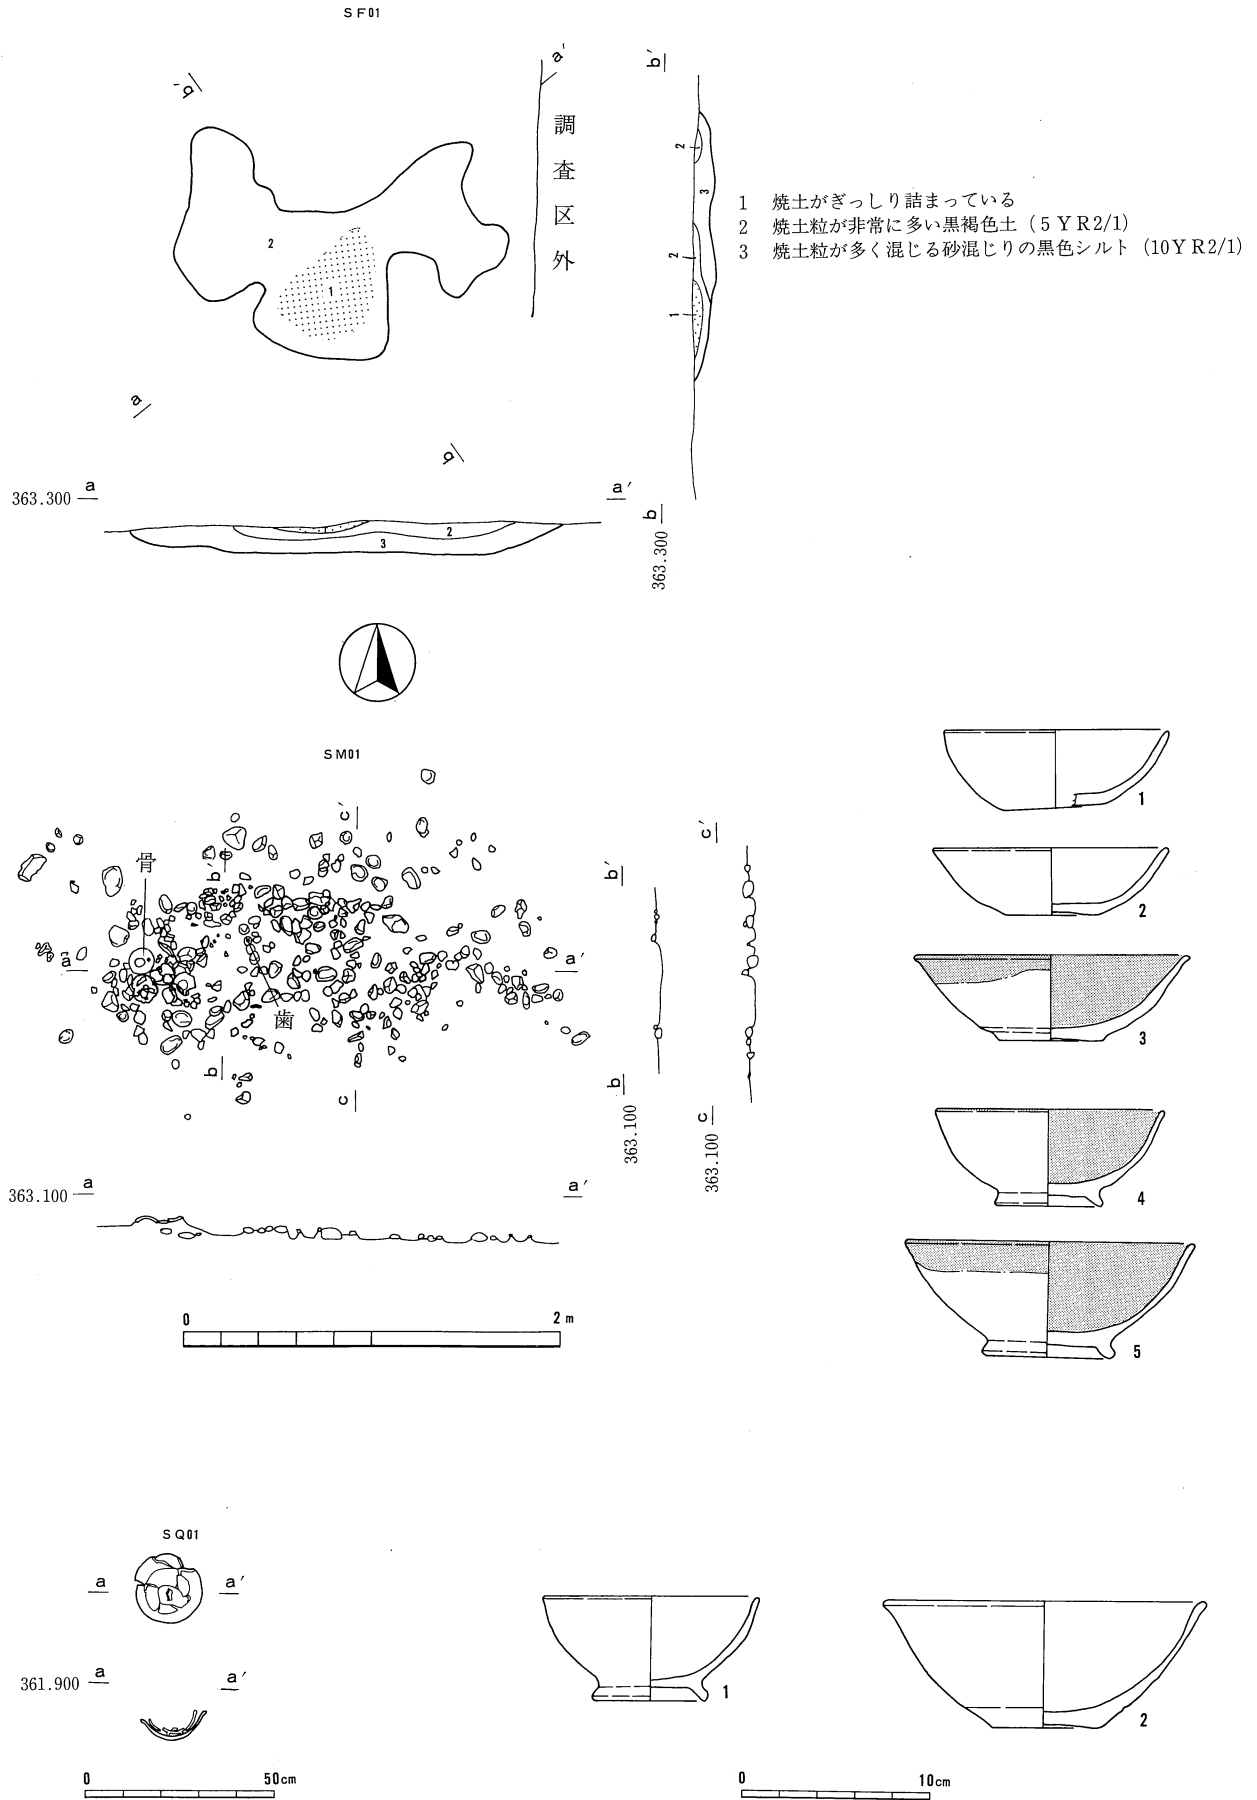 SF01
a'
b'
調査区外
b'
2
3
2
1
1 焼土がぎっしり詰まっている
2 焼土粒が非常に多い黒褐色土（5YR2/1)
3 焼土粒が多く混じる砂混じりの黒色シルト（10YR2/1)
2
1
a
b
363.300 a
a'
2
3
b
363.300
SM01
c'
骨
b'
a
a'
歯
b
c
b'
c'
b
363.100
c
363.100
363.100 a
a'
0
2m
1
2
3
4
5
SQ01
a
a'
361.900 a
a'
0
50cm
1
2
0
10cm